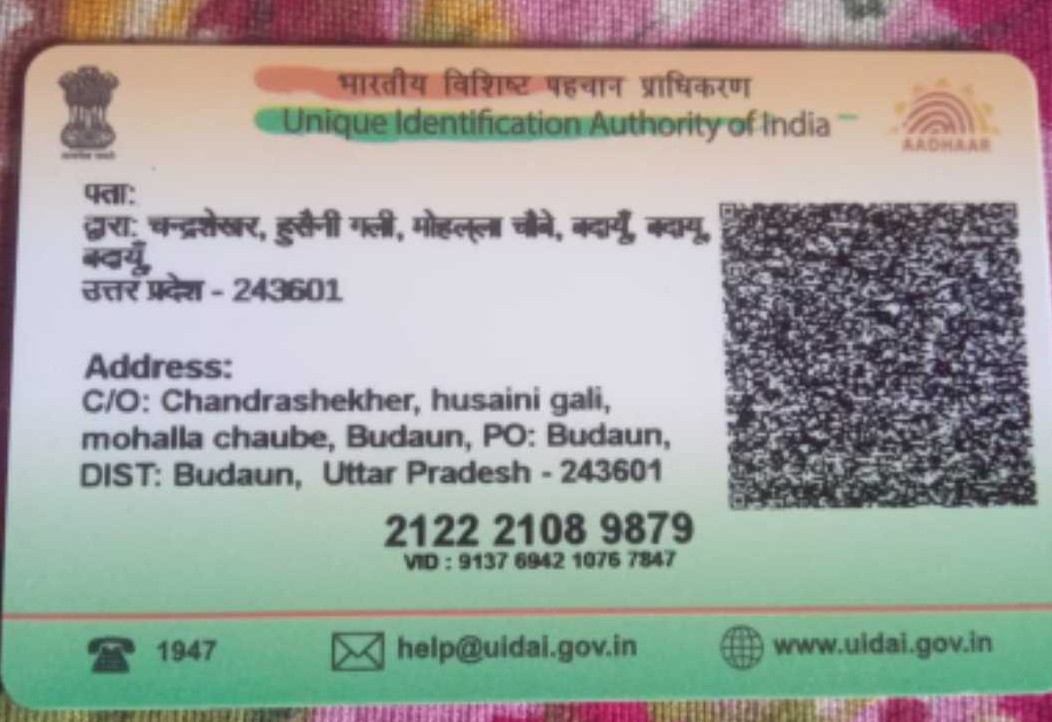 भारतीय विशिष्ट पहचान प्राधिकरण
Unique Identification Authority of India
AADHAAR
पता:
द्वारा: चन्द्रशेखर, हुसैनी गली, मोहल्ला चौबे, बदायूँ, बदायू,
बदायूँ,
उत्तर प्रदेश - 243601
Address:
C/O: Chandrashekher, husaini gali,
mohalla chaube, Budaun, PO: Budaun,
DIST: Budaun, Uttar Pradesh - 243601
2122 2108 9879
VID : 9137 6942 1076 7847
1947
help@uidai.gov.in
www.uidai.gov.in